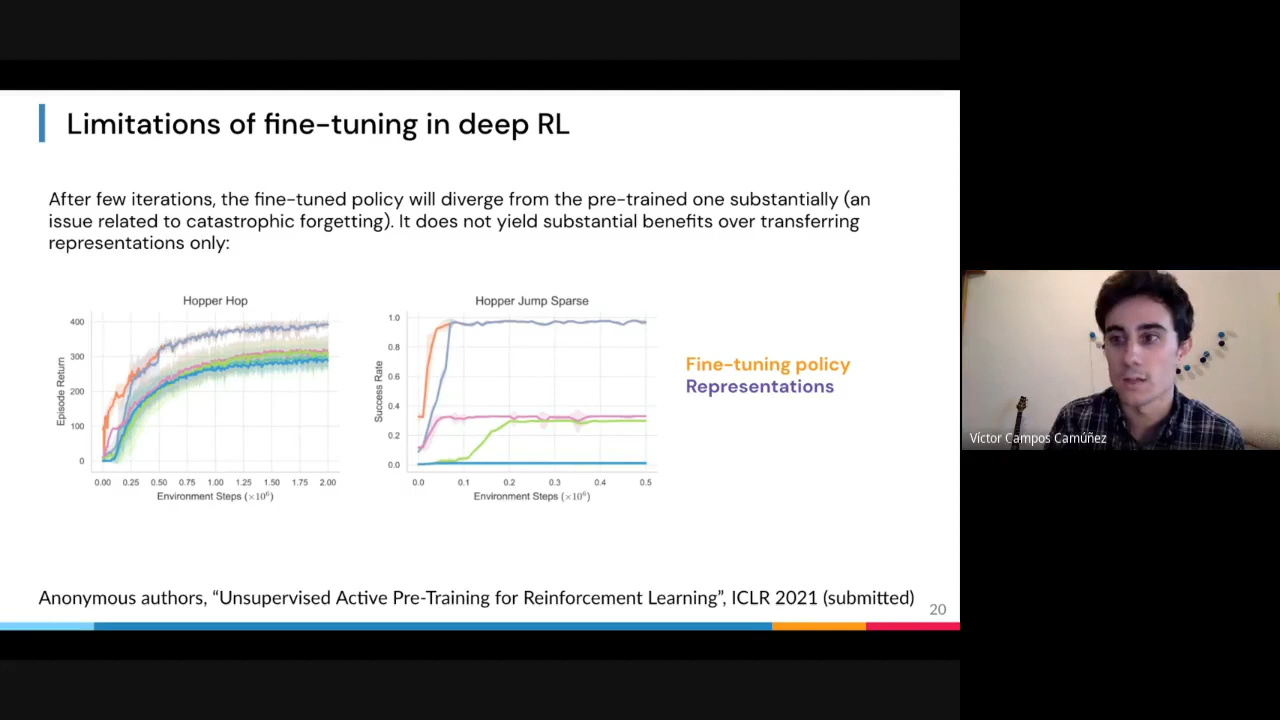 Limitations of fine-tuning in deep RL
After few iterations, the fine-tuned policy will diverge from the pre-trained one substantially (an
issue related to catastrophic forgetting). It does not yield substantial benefits over transferring
representations only:
Hopper Hop
400
300
200
100
0
Episode Return
0.00 0.25 0.50 0.75 1.00 1.25 1.50 1.75 2.00
Environment Steps (×10⁶)
Hopper Jump Sparse
1.0
0.8
0.6
0.4
0.2
0.0
Success Rate
0.0 0.1 0.2 0.3 0.4 0.5
Environment Steps (×10⁶)
Fine-tuning policy
Representations
Víctor Campos Camúñez
Anonymous authors, “Unsupervised Active Pre-Training for Reinforcement Learning”, ICLR 2021 (submitted)
20